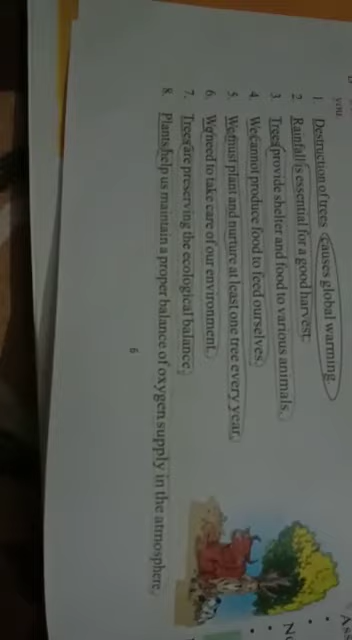 you.
1. Destruction of trees causes global warming.
2. Rainfall is essential for a good harvest.
3. Trees provide shelter and food to various animals.
4. We cannot produce food to feed ourselves.
5. We must plant and nurture at least one tree every year.
6. We need to take care of our environment.
7. Trees are preserving the ecological balance.
8. Plants help us maintain a proper balance of oxygen supply in the atmosphere.
6